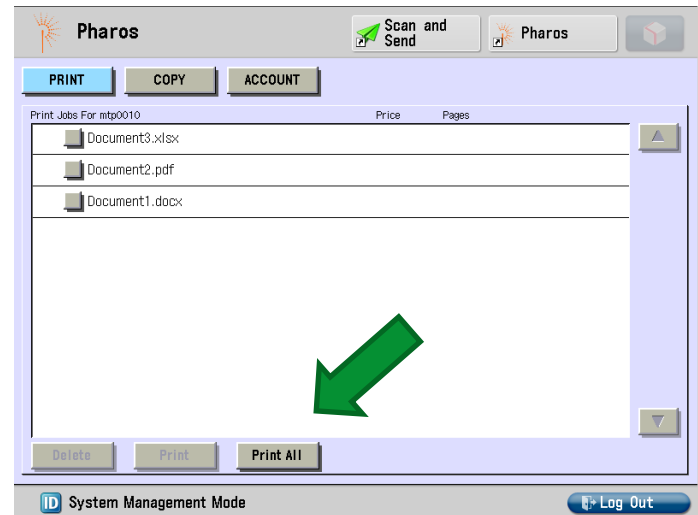 Pharos
Scan and
Send
Pharos
PRINT COPY ACCOUNT
Print Jobs For mtp0010 Price Pages
Document3.xlsx
Document2.pdf
Document1.docx
Delete Print Print All
ID System Management Mode Log Out